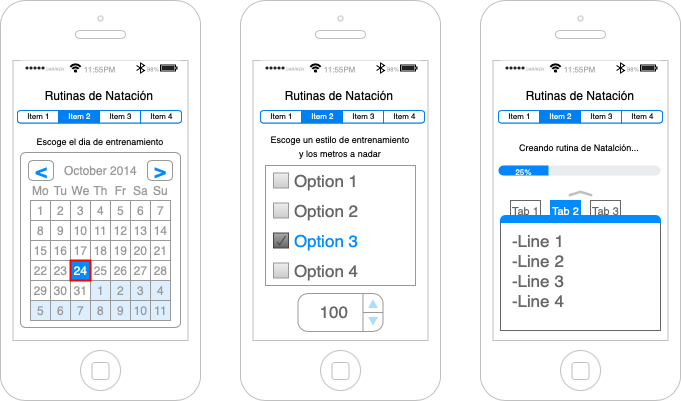 CARRIER 11:55PM 98%
Rutinas de Natación
Item 1 Item 2 Item 3 Item 4
Escoge el dia de entrenamiento
< October 2014 >
Mo Tu We Th Fr Sa Su
1 2 3 4 5 6 7
8 9 10 11 12 13 14
15 16 17 18 19 20 21
22 23 24 25 26 27 28
29 30 31 1 2 3 4
5 6 7 8 9 10 11
CARRIER 11:55PM 98%
Rutinas de Natación
Item 1 Item 2 Item 3 Item 4
Escoge un estilo de entrenamiento
y los metros a nadar
Option 1
Option 2
Option 3
Option 4
100
CARRIER 11:55PM 98%
Rutinas de Natación
Item 1 Item 2 Item 3 Item 4
Creando rutina de Natalción...
25%
Tab 1 Tab 2 Tab 3
-Line 1
-Line 2
-Line 3
-Line 4